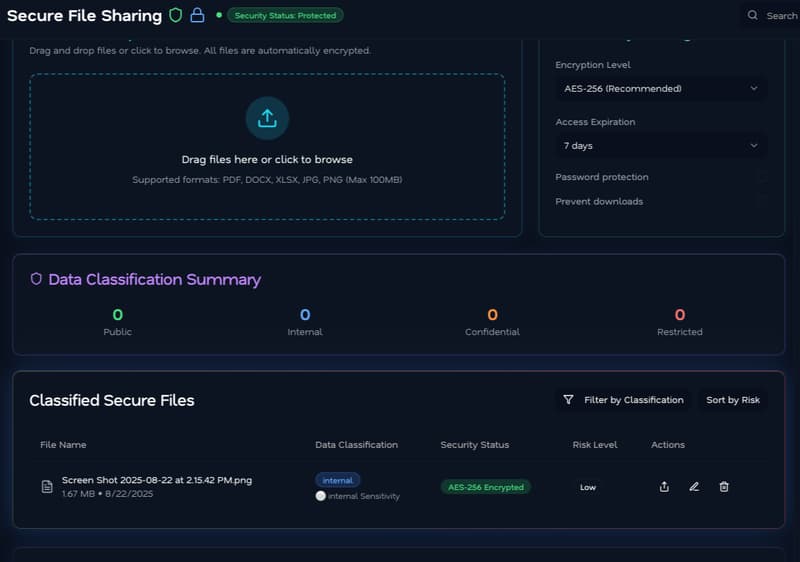 Secure File Sharing
Security Status: Protected
Search
Drag and drop files or click to browse. All files are automatically encrypted.
Drag files here or click to browse
Supported formats: PDF, DOCX, XLSX, JPG, PNG (Max 100MB)
Encryption Level
AES-256 (Recommended)
Access Expiration
7 days
Password protection
Prevent downloads
Data Classification Summary
0 0 0 0
Public Internal Confidential Restricted
Classified Secure Files
Filter by Classification Sort by Risk
File Name Data Classification Security Status Risk Level Actions
Screen Shot 2025-08-22 at 2.15.42 PM.png internal AES-256 Encrypted Low
1.67 MB • 8/22/2025 internal Sensitivity